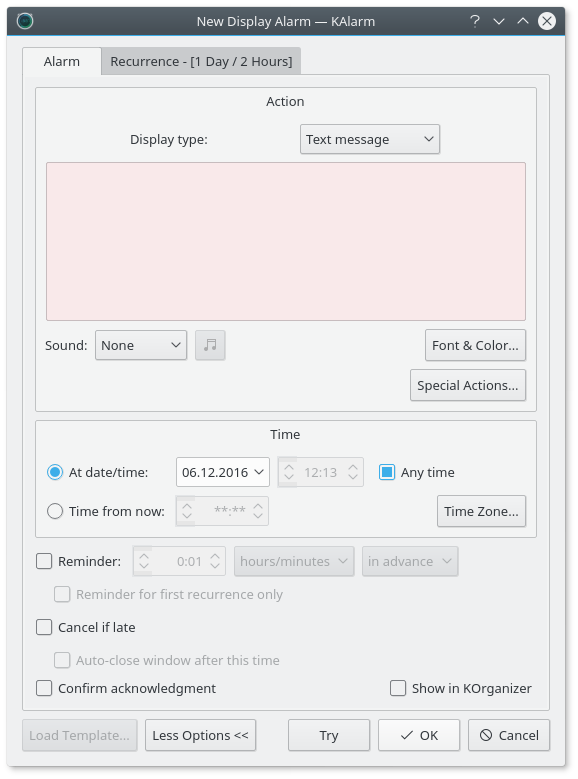 New Display Alarm — KAlarm
Alarm
Recurrence - [1 Day / 2 Hours]
Action
Display type: Text message
Sound: None
Font & Color...
Special Actions...
Time
At date/time: 06.12.2016 12:13 Any time
Time from now: **:** Time Zone...
Reminder: 0:01 hours/minutes in advance
Reminder for first recurrence only
Cancel if late
Auto-close window after this time
Confirm acknowledgment Show in KOrganizer
Load Template... Less Options << Try OK Cancel